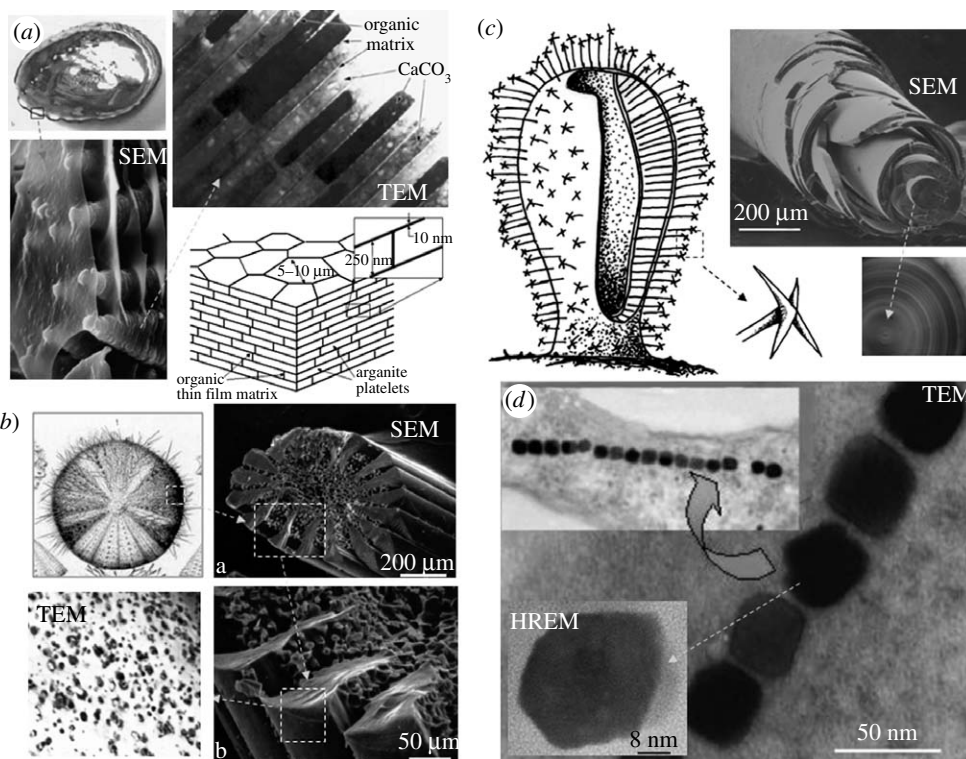 (a)
organic
matrix
CaCO3
SEM
TEM
10 nm
250 nm
5–10 μm
organic
thin film matrix
arganite
platelets
b)
SEM
a
200 μm
TEM
b
50 μm
(c)
SEM
200 μm
(d)
TEM
HREM
8 nm
50 nm